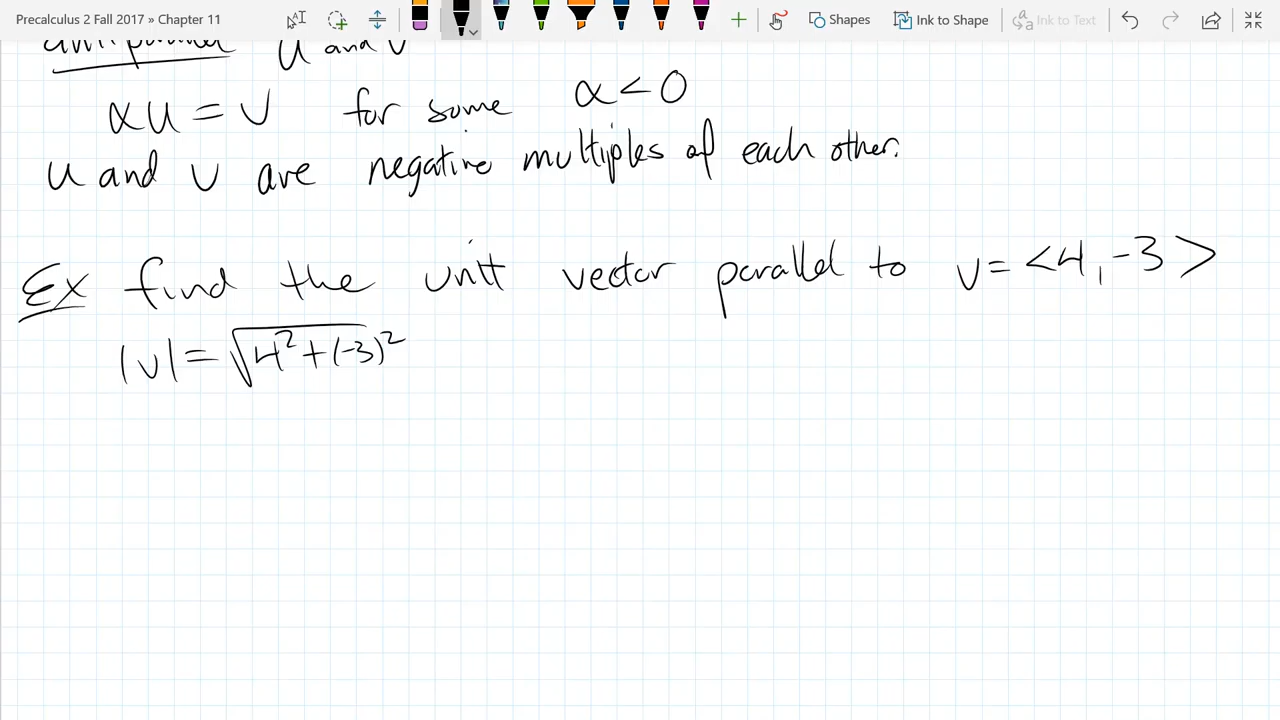 Precalculus 2 Fall 2017 » Chapter 11
Shapes
Ink to Shape
Ink to Text
u and v
αu = v for some α < 0
u and v are negative multiples of each other.
Ex find the unit vector parallel to v = <4, -3>
|v| = √4² + (-3)²